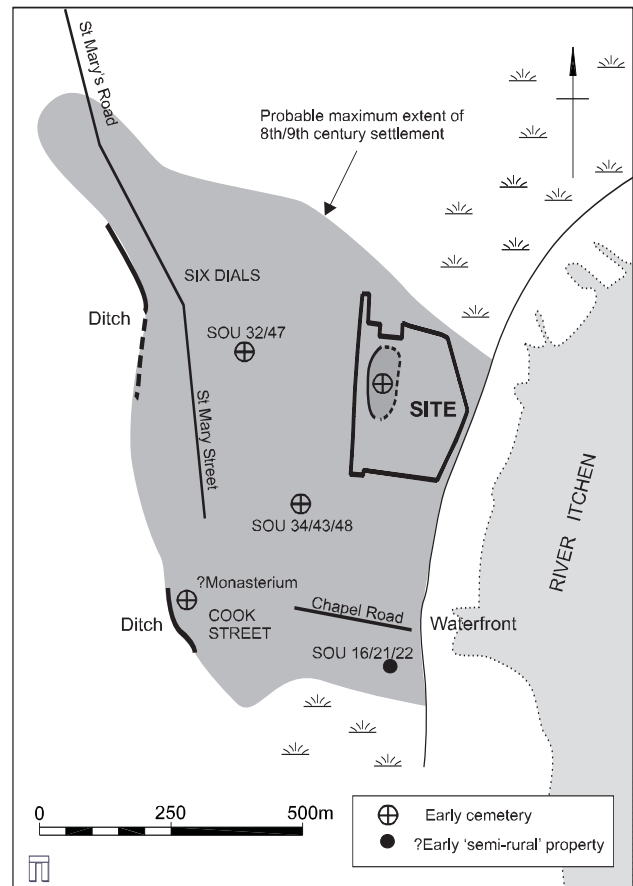 St Mary's Road
Probable maximum extent of
8th/9th century settlement
SIX DIALS
Ditch
SOU 32/47
St Mary Street
SITE
SOU 34/43/48
RIVER ITCHEN
?Monasterium
Chapel Road
Ditch
COOK
STREET
Waterfront
SOU 16/21/22
0 250 500m
Early cemetery
?Early 'semi-rural' property